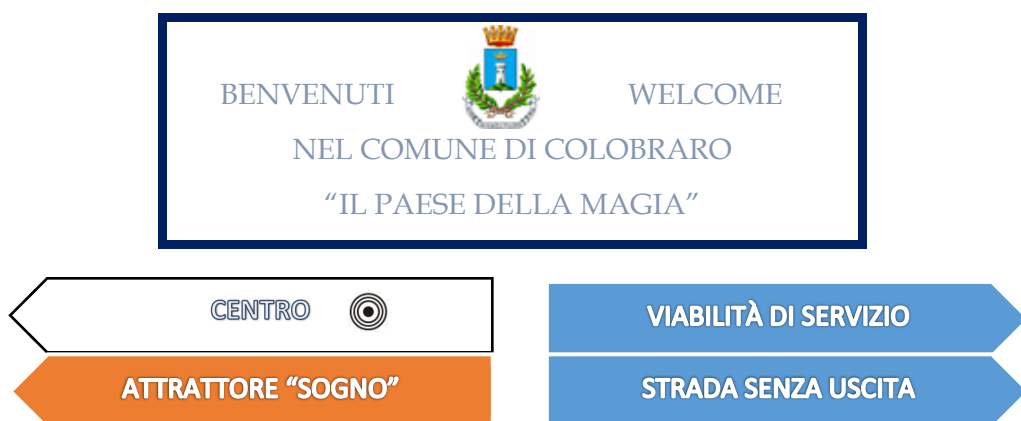 BENVENUTI WELCOME
NEL COMUNE DI COLOBRARO
“IL PAESE DELLA MAGIA”
CENTRO
VIABILITÀ DI SERVIZIO
ATTRATTORE “SOGNO”
STRADA SENZA USCITA